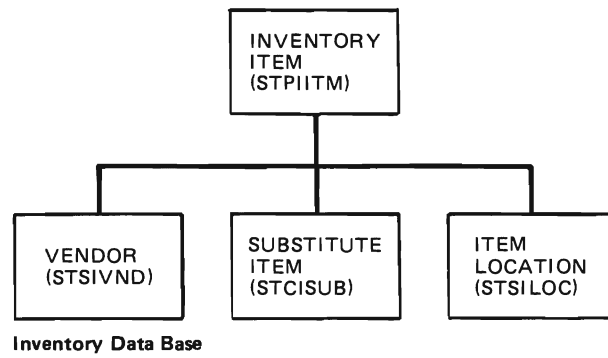 INVENTORY
ITEM
(STPIITM)
VENDOR
(STSIVND)
SUBSTITUTE
ITEM
(STCISUB)
ITEM
LOCATION
(STSILOC)
Inventory Data Base